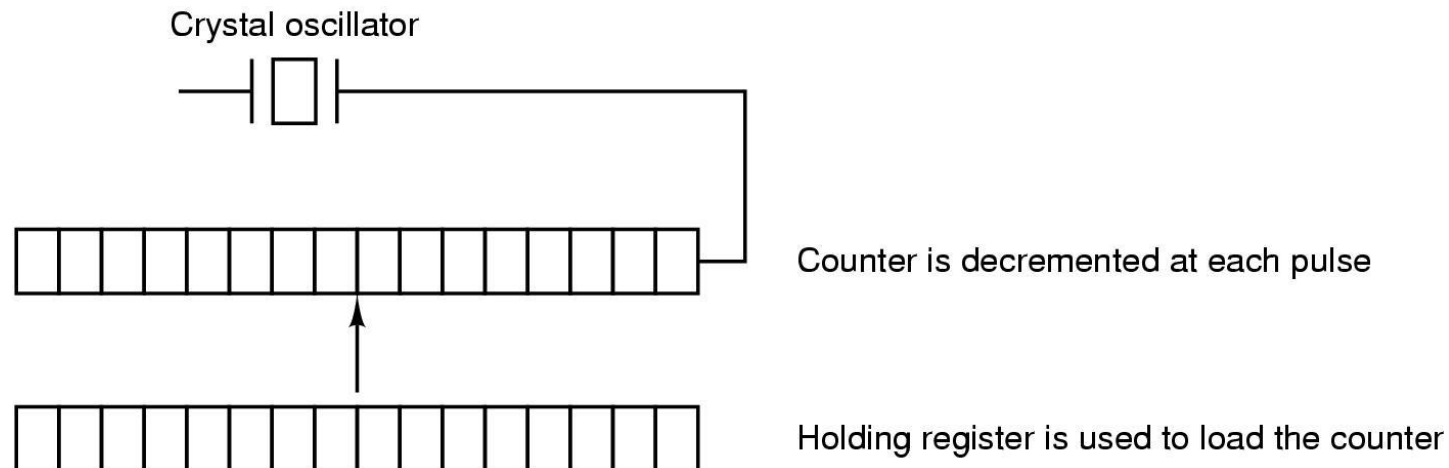 Crystal oscillator
Counter is decremented at each pulse
Holding register is used to load the counter